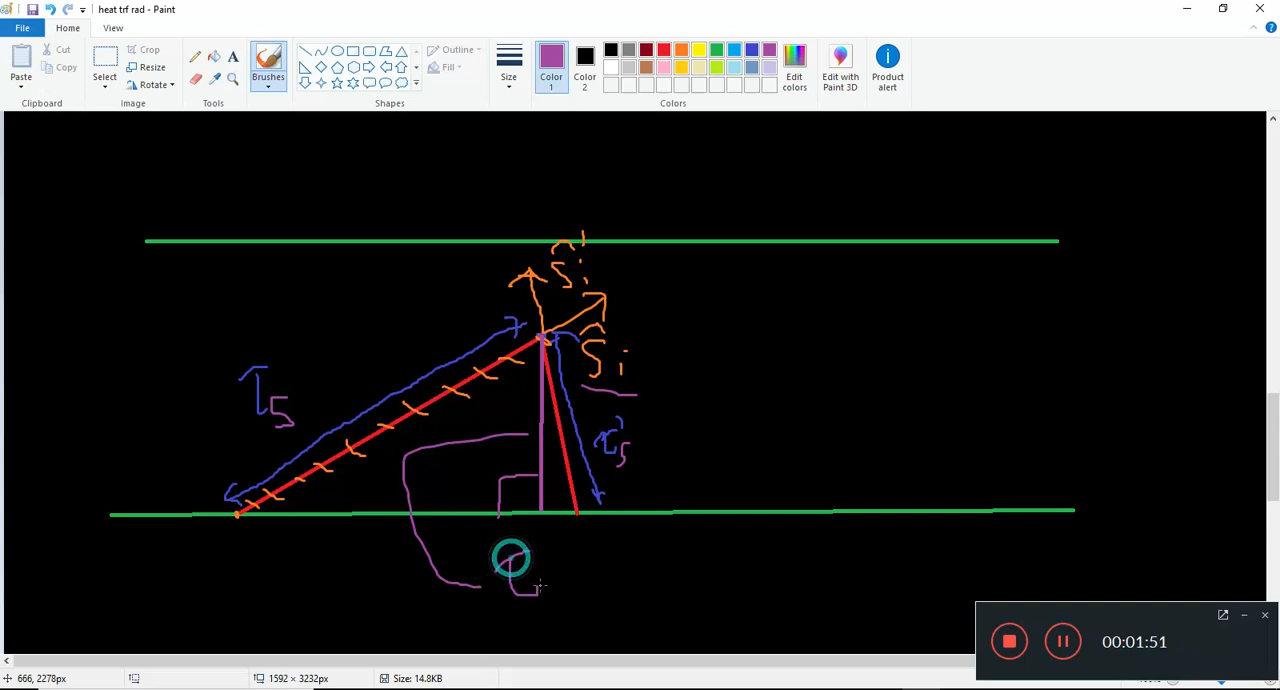 heat trf rad - Paint
File Home View
Paste
Cut
Copy
Clipboard
Select
Crop
Resize
Rotate
Image
A
Tools
Brushes
Shapes
Outline
Fill
Size
Color 1
Color 2
Edit colors
Colors
Edit with Paint 3D
Product alert
00:01:51
666, 2278px
1592 × 3232px
Size: 14.8KB